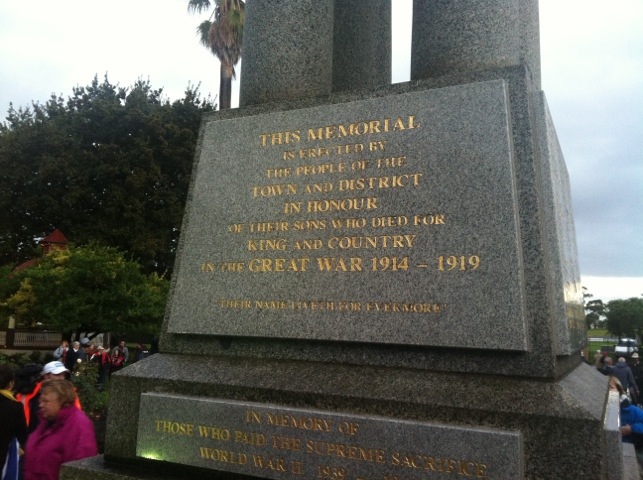 THIS MEMORIAL
IS ERECTED BY
THE PEOPLE OF THE
TOWN AND DISTRICT
IN HONOUR
OF THEIR SONS WHO DIED FOR
KING AND COUNTRY
IN THE GREAT WAR 1914 – 1919
THEIR NAME LIVETH FOR EVERMORE
IN MEMORY OF
THOSE WHO PAID THE SUPREME SACRIFICE
WORLD WAR II 1939